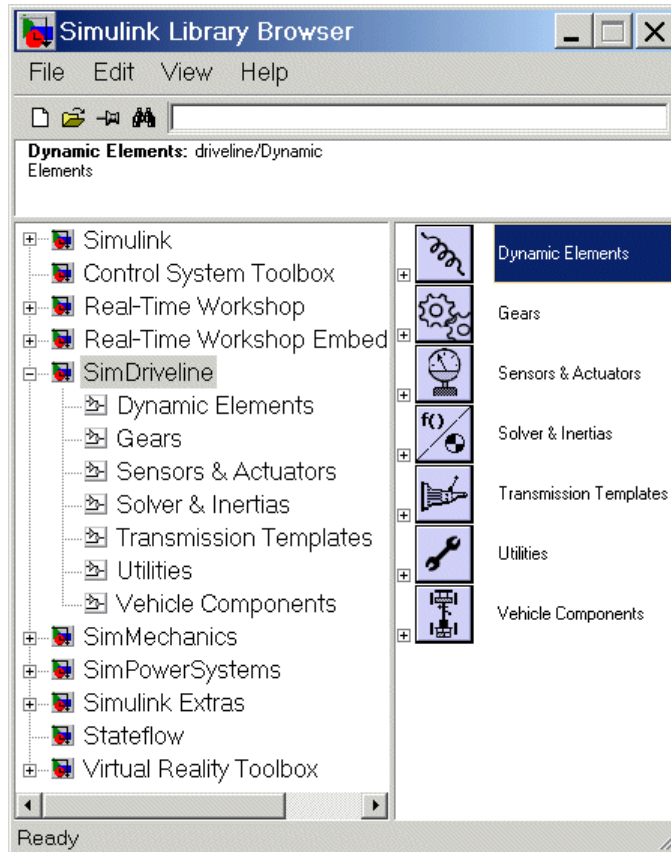 Simulink Library Browser
File Edit View Help
Dynamic Elements: driveline/Dynamic
Elements
Simulink
Control System Toolbox
Real-Time Workshop
Real-Time Workshop Embed
SimDriveline
Dynamic Elements
Gears
Sensors & Actuators
Solver & Inertias
Transmission Templates
Utilities
Vehicle Components
SimMechanics
SimPowerSystems
Simulink Extras
Stateflow
Virtual Reality Toolbox
Dynamic Elements
Gears
Sensors & Actuators
f()
Solver & Inertias
Transmission Templates
Utilities
Vehicle Components
Ready